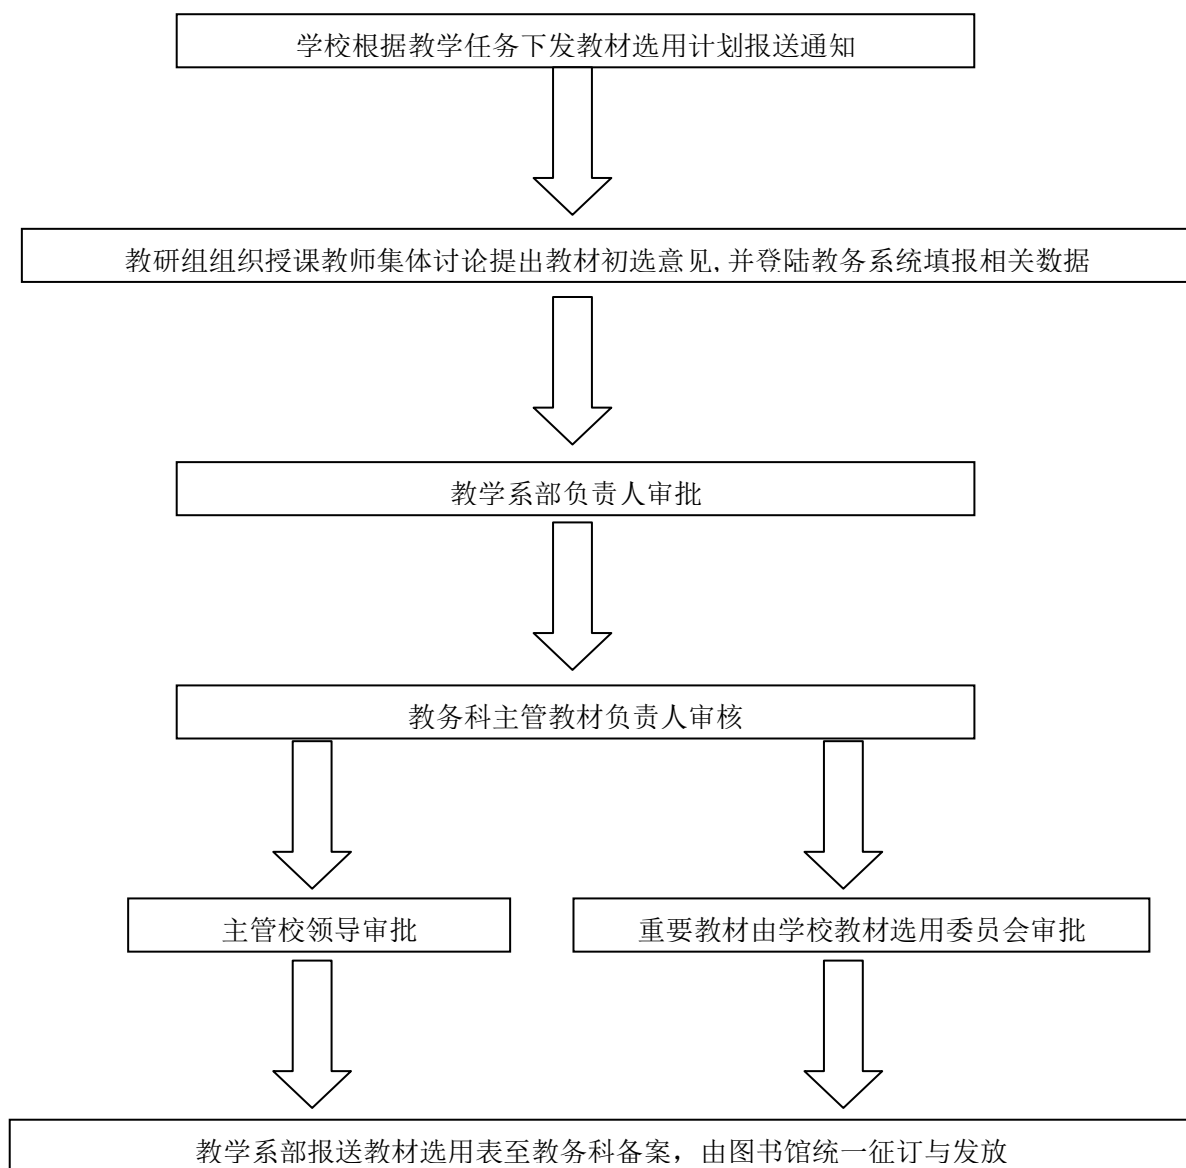 学校根据教学任务下发教材选用计划报送通知
教研组组织授课教师集体讨论提出教材初选意见,并登陆教务系统填报相关数据
教学系部负责人审批
教务科主管教材负责人审核
主管校领导审批
重要教材由学校教材选用委员会审批
教学系部报送教材选用表至教务科备案，由图书馆统一征订与发放